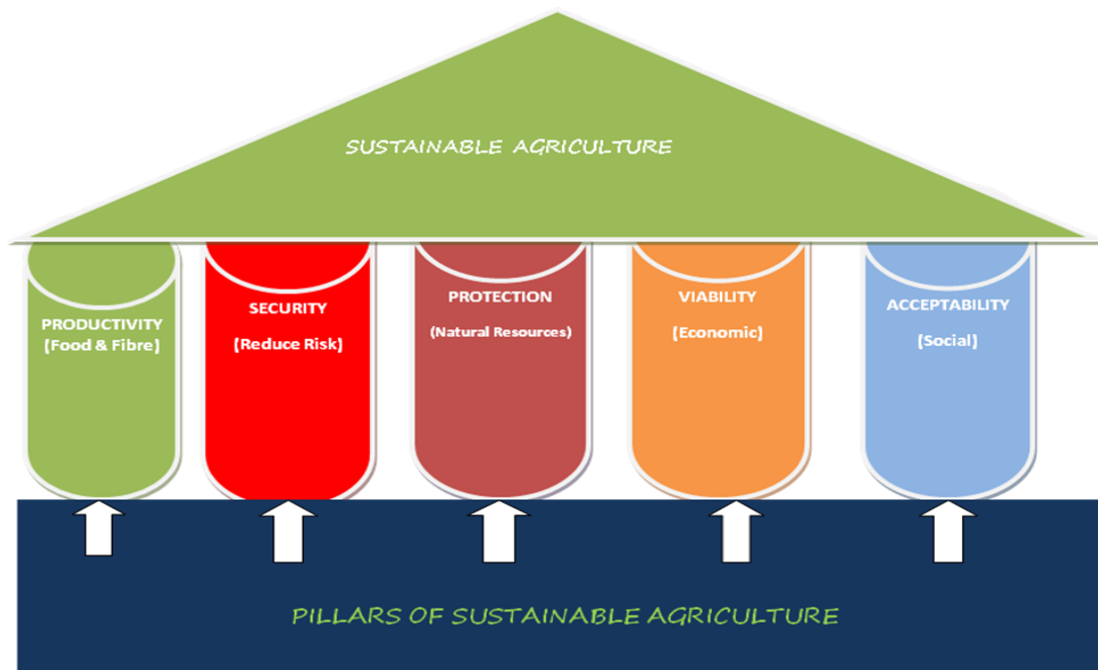 SUSTAINABLE AGRICULTURE
PRODUCTIVITY
(Food & Fibre)
SECURITY
(Reduce Risk)
PROTECTION
(Natural Resources)
VIABILITY
(Economic)
ACCEPTABILITY
(Social)
PILLARS OF SUSTAINABLE AGRICULTURE